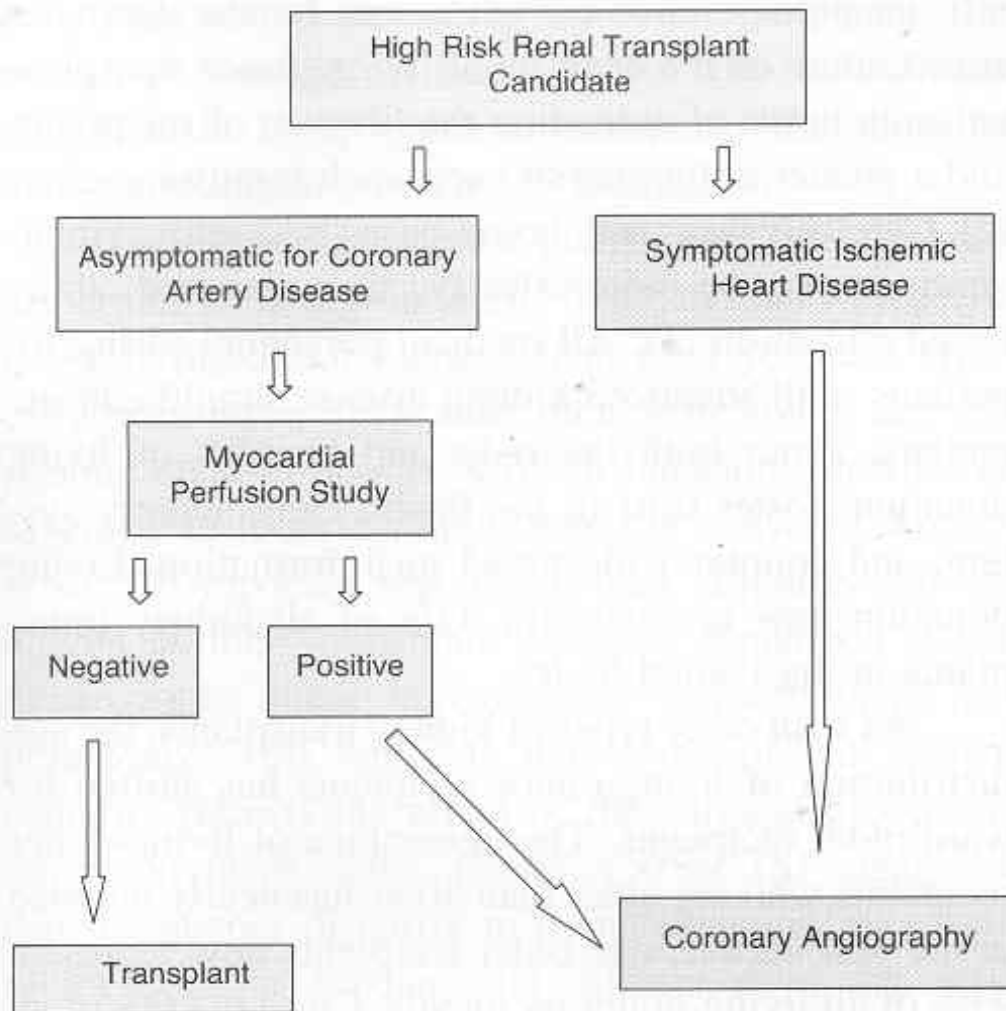 High Risk Renal Transplant
Candidate
Asymptomatic for Coronary
Artery Disease
Symptomatic Ischemic
Heart Disease
Myocardial
Perfusion Study
Negative
Positive
Coronary Angiography
Transplant